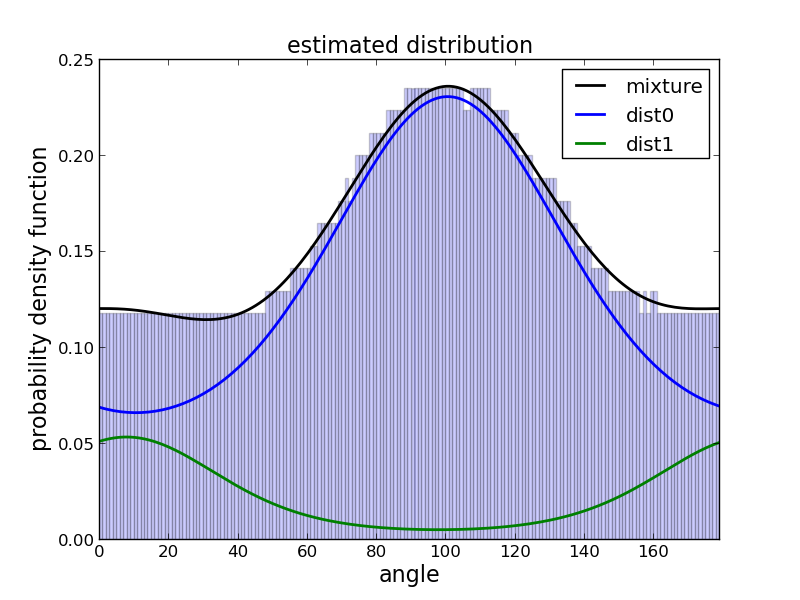 estimated distribution
mixture
dist0
dist1
probability density function
0.25
0.20
0.15
0.10
0.05
0.00
0 20 40 60 80 100 120 140 160
angle